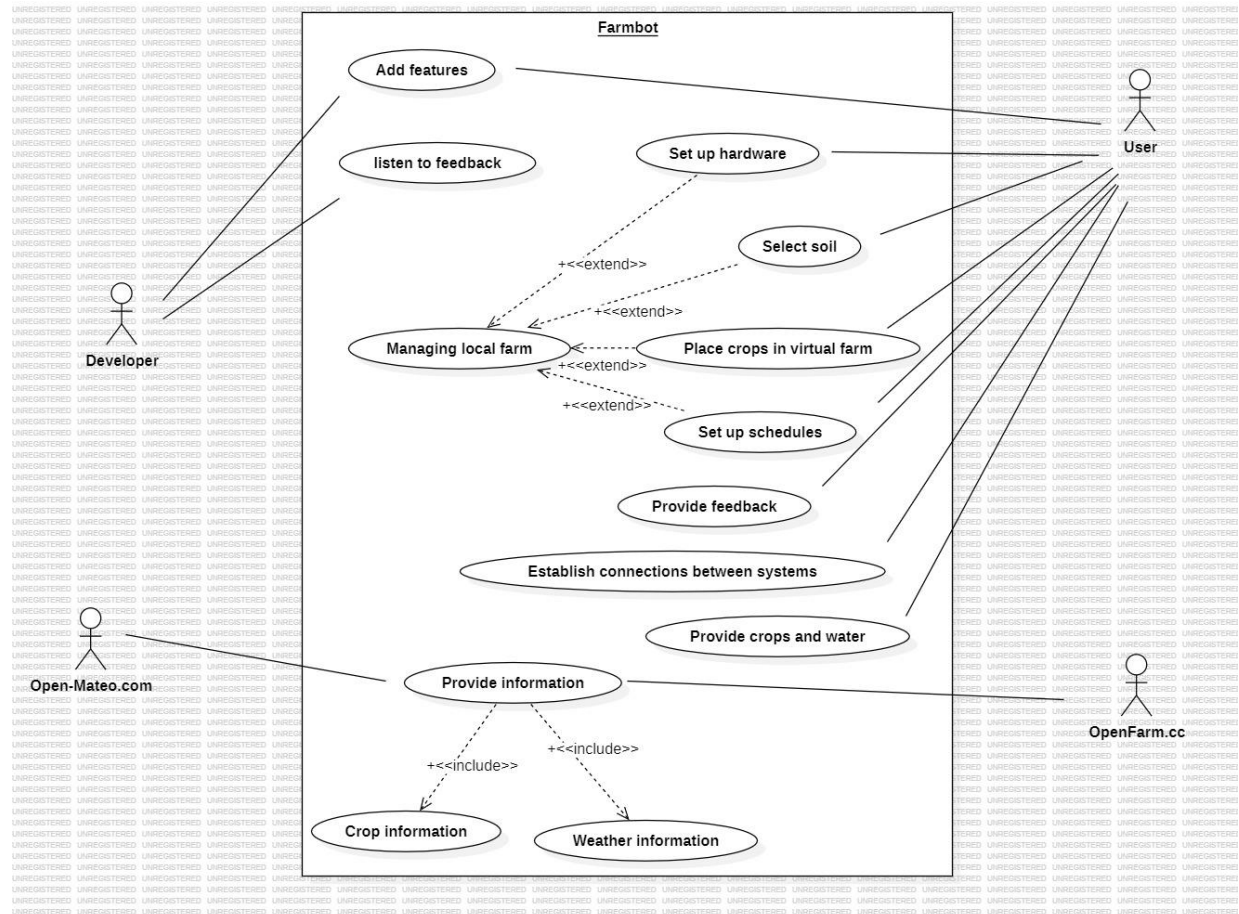 Farmbot
Add features
User
listen to feedback
Set up hardware
Select soil
+<<extend>>
+<<extend>>
Developer
Managing local farm
Place crops in virtual farm
+<<extend>>
+<<extend>>
Set up schedules
Provide feedback
Establish connections between systems
Provide crops and water
Open-Mateo.com
Provide information
OpenFarm.cc
+<<include>>
+<<include>>
Crop information
Weather information
UNREGISTERED